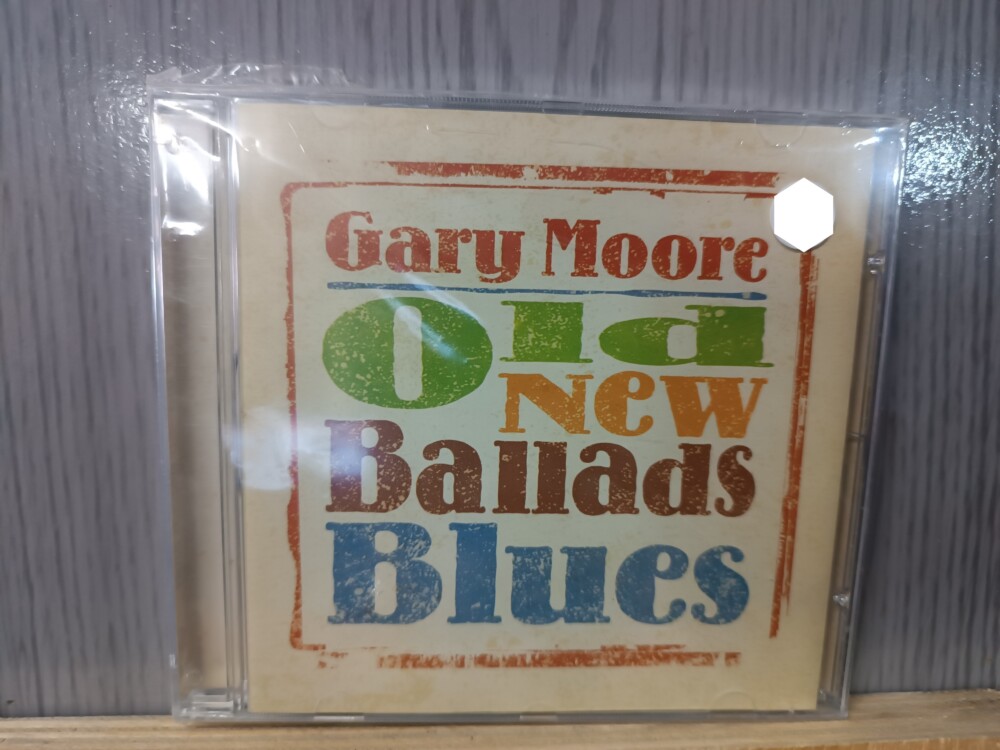 Gary Moore
Old
New
Ballads
Blues